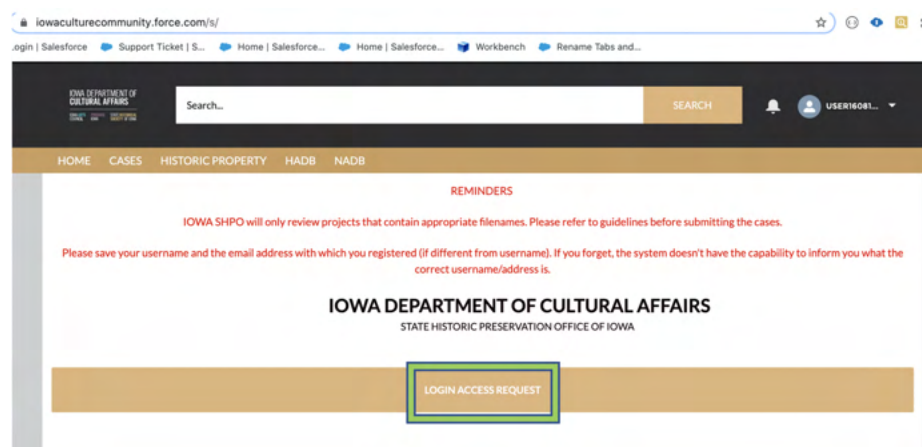 iowaculturecommunity.force.com/s/
.ogin | Salesforce Support Ticket | S... Home | Salesforce... Home | Salesforce... Workbench Rename Tabs and...
IOWA DEPARTMENT OF
CULTURAL AFFAIRS
Search...
SEARCH
USER16081...
HOME CASES HISTORIC PROPERTY HADB NADB
REMINDERS
IOWA SHPO will only review projects that contain appropriate filenames. Please refer to guidelines before submitting the cases.
Please save your username and the email address with which you registered (if different from username). If you forget, the system doesn't have the capability to inform you what the
correct username/address is.
IOWA DEPARTMENT OF CULTURAL AFFAIRS
STATE HISTORIC PRESERVATION OFFICE OF IOWA
LOGIN ACCESS REQUEST